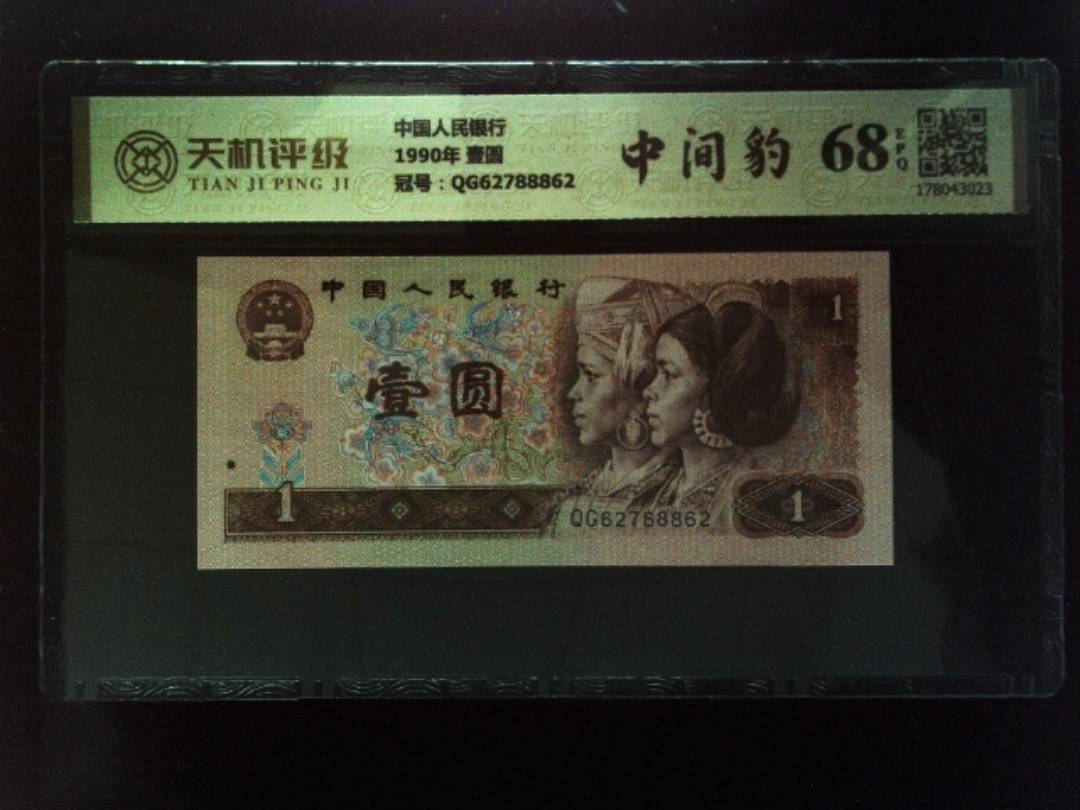 天机评级
TIAN JI PING JI
中国人民银行
1990年 壹圆
冠号：QG62788862
中间豹
68
EPQ
178043023
中国人民银行
1
壹圆
1
QG62788862
1